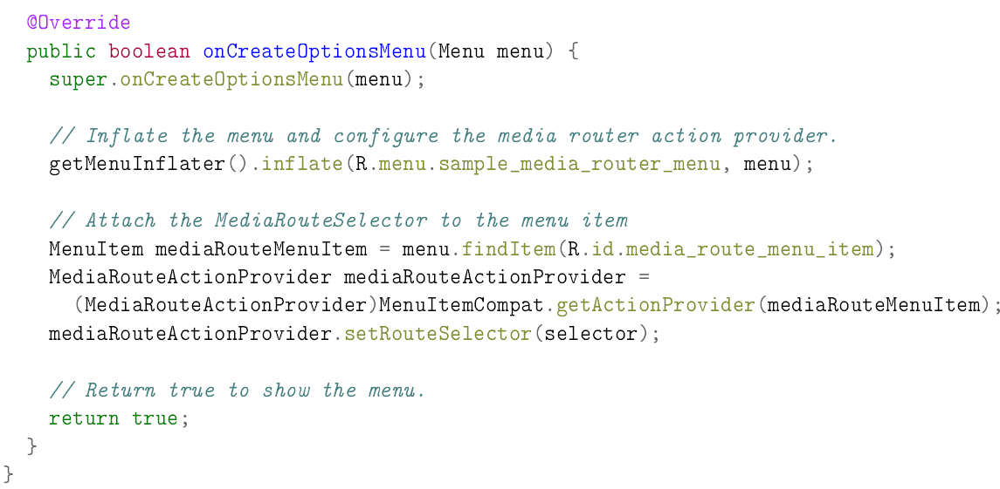 @Override
public boolean onCreateOptionsMenu(Menu menu) {
super.onCreateOptionsMenu(menu);
// Inflate the menu and configure the media router action provider.
getMenuInflater().inflate(R.menu.sample_media_router_menu, menu);
// Attach the MediaRouteSelector to the menu item
MenuItem mediaRouteMenuItem = menu.findItem(R.id.media_route_menu_item);
MediaRouteActionProvider mediaRouteActionProvider =
(MediaRouteActionProvider)MenuItemCompat.getActionProvider(mediaRouteMenuItem);
mediaRouteActionProvider.setRouteSelector(selector);
// Return true to show the menu.
return true;
}
}